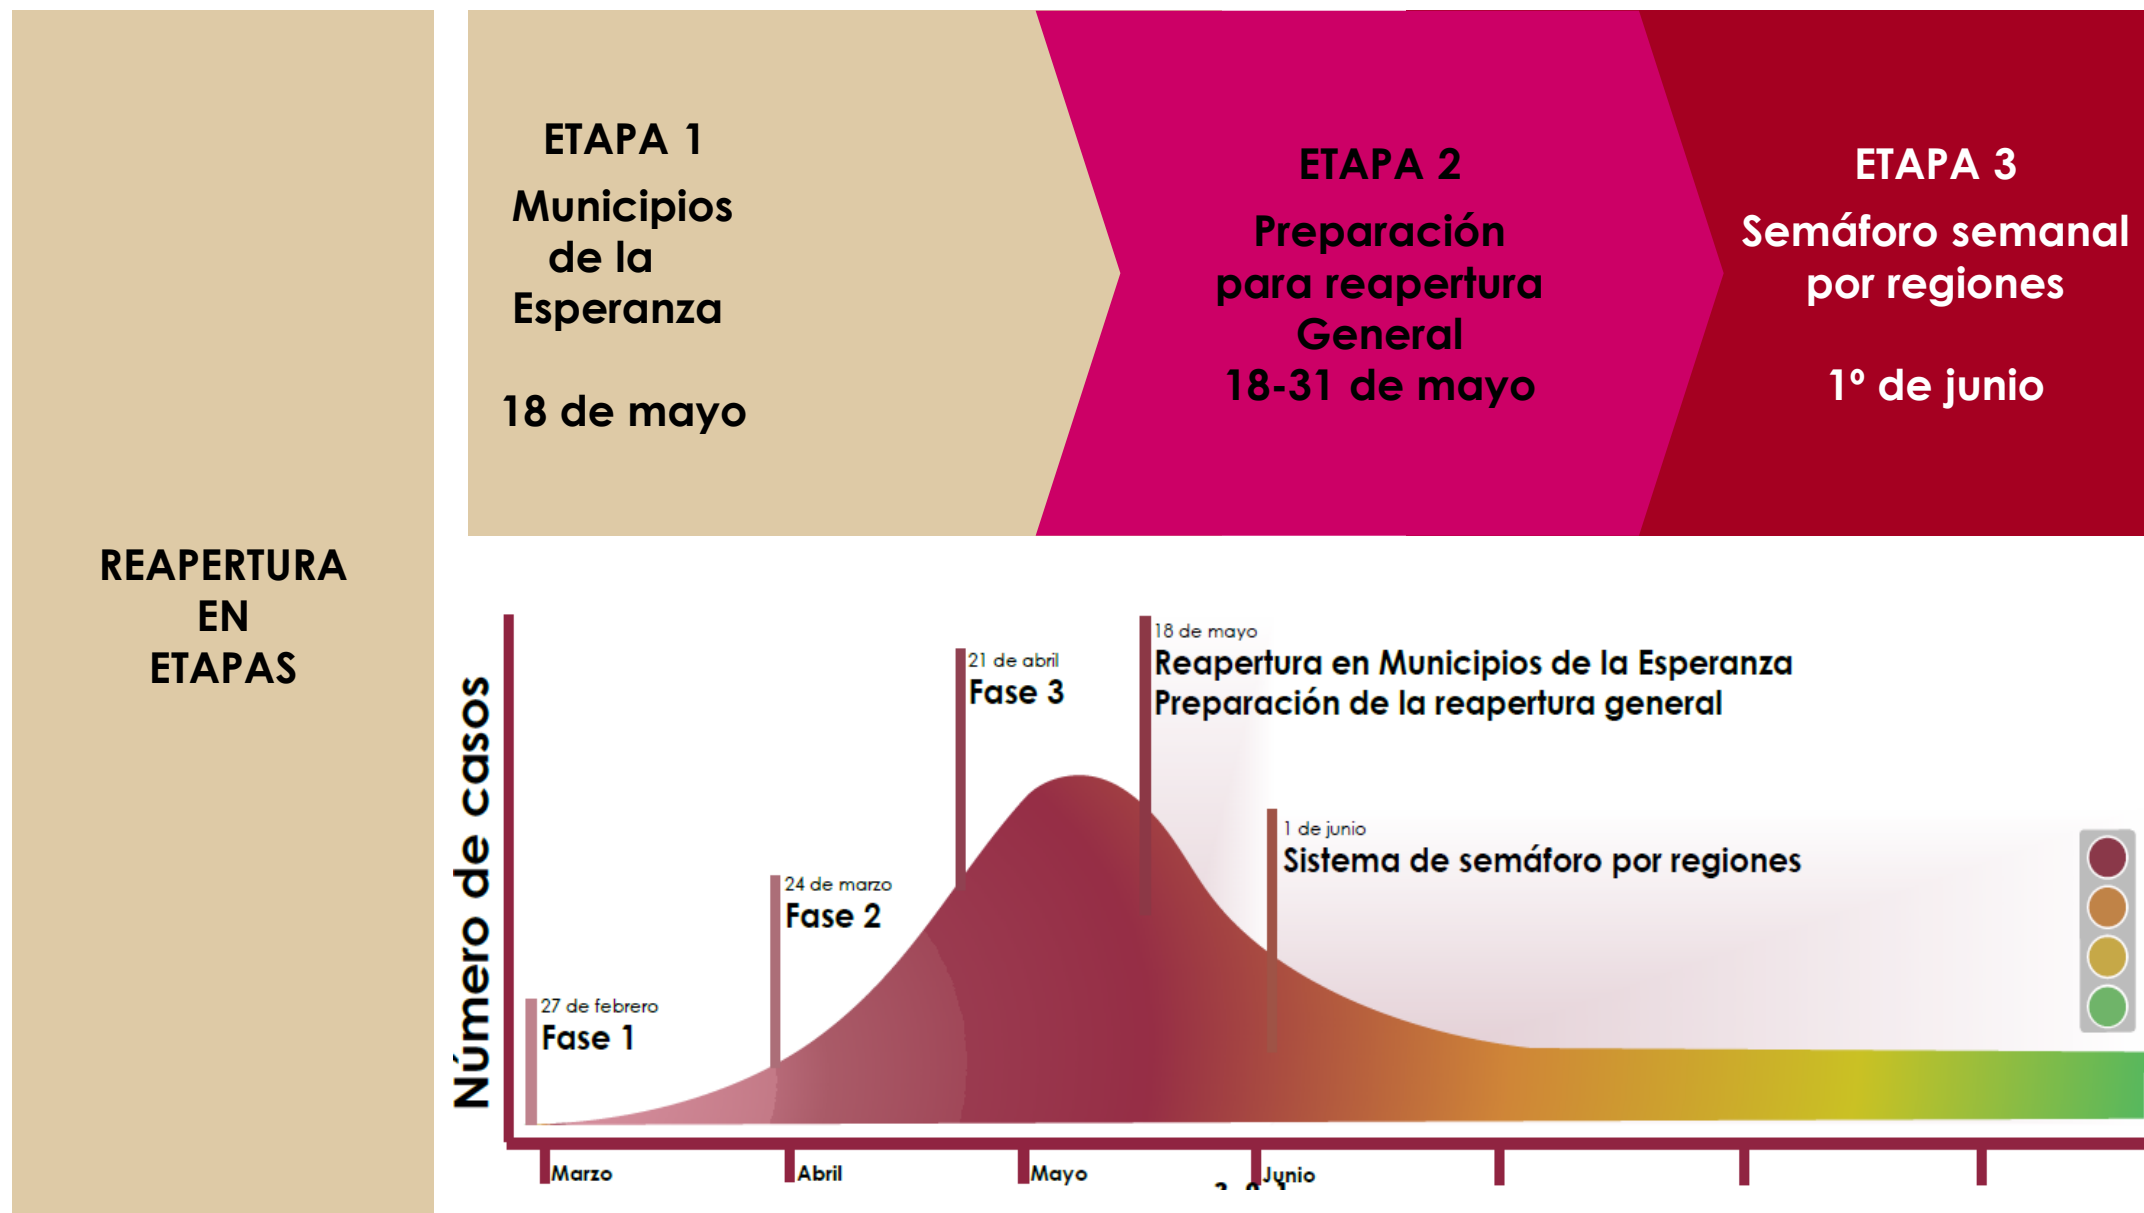 REAPERTURA
EN
ETAPAS
ETAPA 1
Municipios
de la
Esperanza
18 de mayo
ETAPA 2
Preparación
para reapertura
General
18-31 de mayo
ETAPA 3
Semáforo semanal
por regiones
1º de junio
Número de casos
27 de febrero
Fase 1
24 de marzo
Fase 2
21 de abril
Fase 3
18 de mayo
Reapertura en Municipios de la Esperanza
Preparación de la reapertura general
1 de junio
Sistema de semáforo por regiones
Marzo
Abril
Mayo
Junio